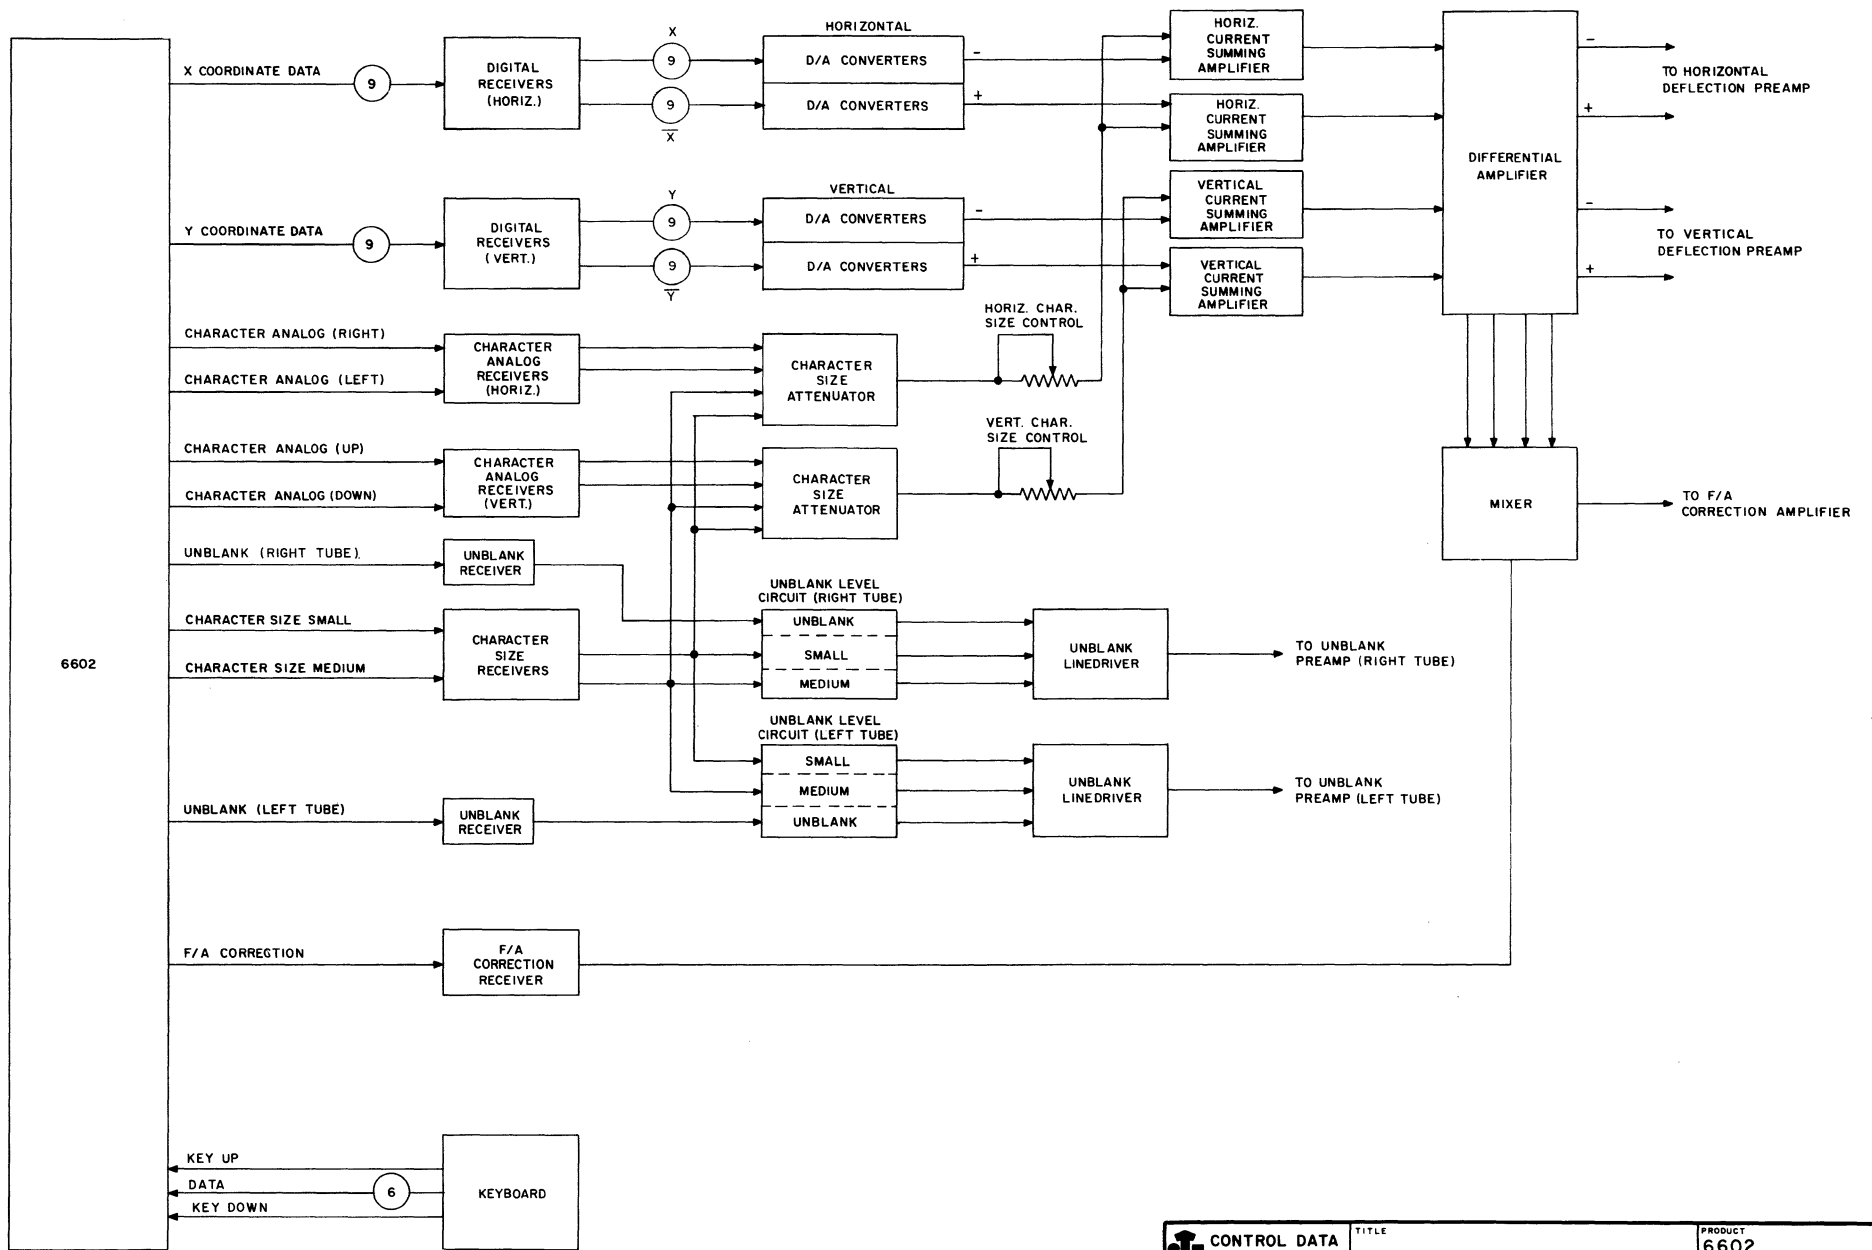 6602
X COORDINATE DATA
9
DIGITAL
RECEIVERS
(HORIZ.)
X
9
9
X̅
HORIZONTAL
D/A CONVERTERS
D/A CONVERTERS
-
+
HORIZ.
CURRENT
SUMMING
AMPLIFIER
HORIZ.
CURRENT
SUMMING
AMPLIFIER
DIFFERENTIAL
AMPLIFIER
-
TO HORIZONTAL
DEFLECTION PREAMP
+
Y COORDINATE DATA
9
DIGITAL
RECEIVERS
(VERT.)
Y
9
9
Y̅
VERTICAL
D/A CONVERTERS
D/A CONVERTERS
-
+
VERTICAL
CURRENT
SUMMING
AMPLIFIER
VERTICAL
CURRENT
SUMMING
AMPLIFIER
-
TO VERTICAL
DEFLECTION PREAMP
+
CHARACTER ANALOG (RIGHT)
CHARACTER ANALOG (LEFT)
CHARACTER
ANALOG
RECEIVERS
(HORIZ.)
CHARACTER
SIZE
ATTENUATOR
HORIZ. CHAR.
SIZE CONTROL
CHARACTER ANALOG (UP)
CHARACTER ANALOG (DOWN)
CHARACTER
ANALOG
RECEIVERS
(VERT.)
CHARACTER
SIZE
ATTENUATOR
VERT. CHAR.
SIZE CONTROL
MIXER
TO F/A
CORRECTION AMPLIFIER
UNBLANK (RIGHT TUBE).
UNBLANK
RECEIVER
CHARACTER SIZE SMALL
CHARACTER SIZE MEDIUM
CHARACTER
SIZE
RECEIVERS
UNBLANK LEVEL
CIRCUIT (RIGHT TUBE)
UNBLANK
SMALL
MEDIUM
UNBLANK
LINEDRIVER
TO UNBLANK
PREAMP (RIGHT TUBE)
UNBLANK LEVEL
CIRCUIT (LEFT TUBE)
SMALL
MEDIUM
UNBLANK
UNBLANK
LINEDRIVER
TO UNBLANK
PREAMP (LEFT TUBE)
UNBLANK (LEFT TUBE)
UNBLANK
RECEIVER
F/A CORRECTION
F/A
CORRECTION
RECEIVER
KEY UP
DATA
KEY DOWN
6
KEYBOARD
CONTROL DATA
TITLE
PRODUCT
6602